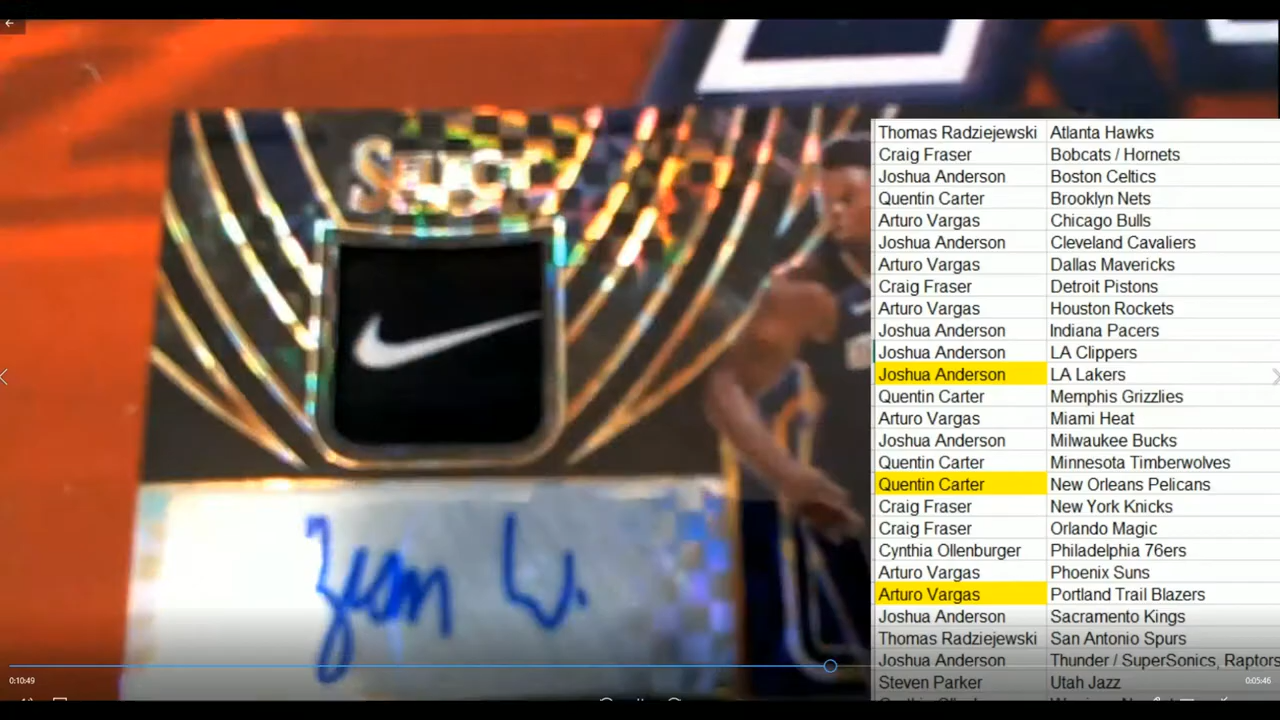 SELECT
Zion W.
Thomas Radziejewski Atlanta Hawks
Craig Fraser Bobcats / Hornets
Joshua Anderson Boston Celtics
Quentin Carter Brooklyn Nets
Arturo Vargas Chicago Bulls
Joshua Anderson Cleveland Cavaliers
Arturo Vargas Dallas Mavericks
Craig Fraser Detroit Pistons
Arturo Vargas Houston Rockets
Joshua Anderson Indiana Pacers
Joshua Anderson LA Clippers
Joshua Anderson LA Lakers
Quentin Carter Memphis Grizzlies
Arturo Vargas Miami Heat
Joshua Anderson Milwaukee Bucks
Quentin Carter Minnesota Timberwolves
Quentin Carter New Orleans Pelicans
Craig Fraser New York Knicks
Craig Fraser Orlando Magic
Cynthia Ollenburger Philadelphia 76ers
Arturo Vargas Phoenix Suns
Arturo Vargas Portland Trail Blazers
Joshua Anderson Sacramento Kings
Thomas Radziejewski San Antonio Spurs
Joshua Anderson Thunder / SuperSonics, Raptors
Steven Parker Utah Jazz
0:10:49
0:05:46